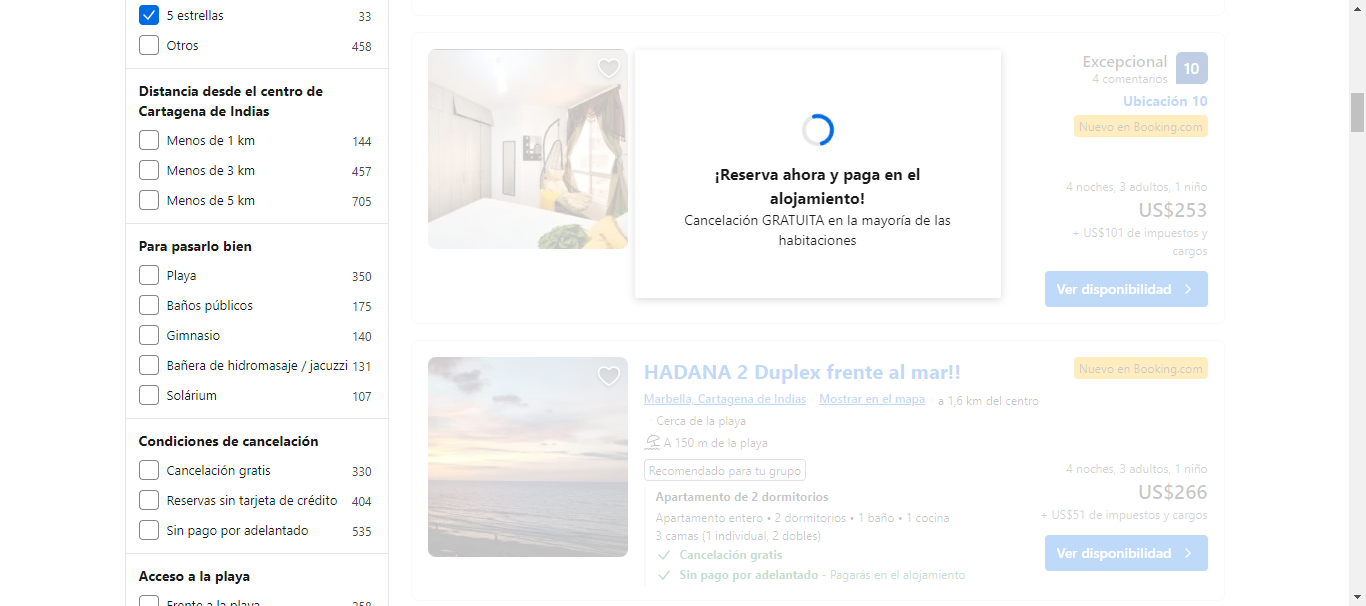 5 estrellas 33
Otros 458
Distancia desde el centro de
Cartagena de Indias
Menos de 1 km 144
Menos de 3 km 457
Menos de 5 km 705
Para pasarlo bien
Playa 350
Baños públicos 175
Gimnasio 140
Bañera de hidromasaje / jacuzzi 131
Solárium 107
Condiciones de cancelación
Cancelación gratis 330
Reservas sin tarjeta de crédito 404
Sin pago por adelantado 535
Acceso a la playa
Frente a la playa 258
¡Reserva ahora y paga en el
alojamiento!
Cancelación GRATUITA en la mayoría de las
habitaciones
Excepcional 10
4 comentarios
Ubicación 10
Nuevo en Booking.com
4 noches, 3 adultos, 1 niño
US$253
+ US$101 de impuestos y
cargos
Ver disponibilidad
HADANA 2 Duplex frente al mar!!
Nuevo en Booking.com
Marbella, Cartagena de Indias Mostrar en el mapa a 1,6 km del centro
Cerca de la playa
A 150 m de la playa
Recomendado para tu grupo
Apartamento de 2 dormitorios
Apartamento entero • 2 dormitorios • 1 baño • 1 cocina
3 camas (1 individual, 2 dobles)
Cancelación gratis
Sin pago por adelantado - Pagarás en el alojamiento
4 noches, 3 adultos, 1 niño
US$266
+ US$51 de impuestos y cargos
Ver disponibilidad